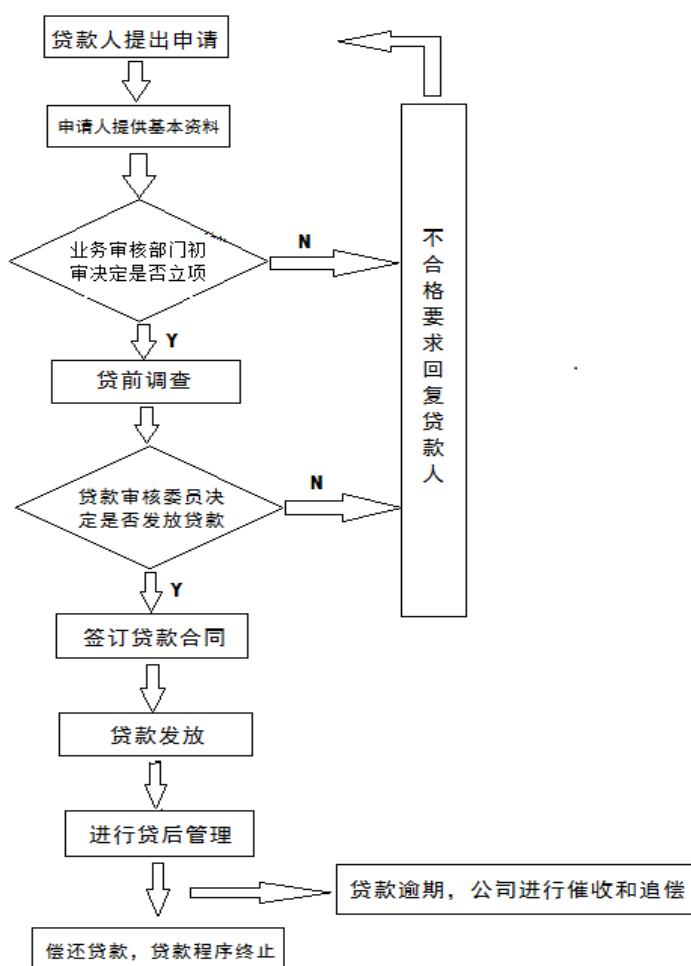 贷款人提出申请
申请人提供基本资料
业务审核部门初
审决定是否立项
N
Y
不合格要求回复贷款人
贷前调查
贷款审核委员决
定是否发放贷款
N
Y
签订贷款合同
贷款发放
进行贷后管理
贷款逾期，公司进行催收和追偿
偿还贷款，贷款程序终止